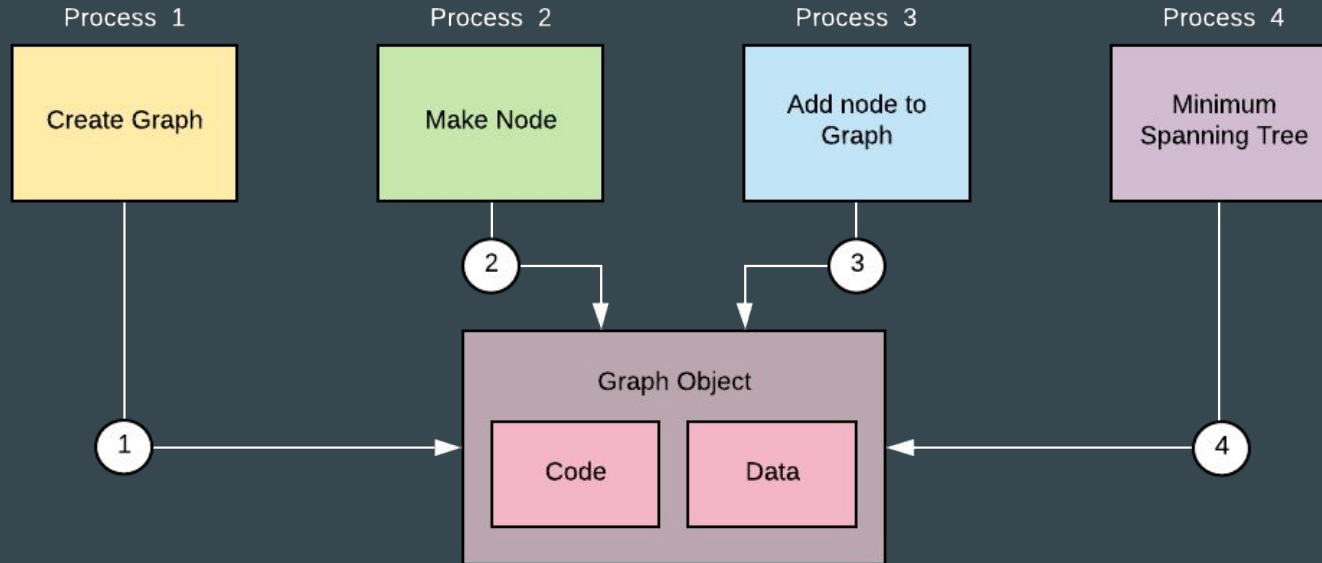 Process 1
Process 2
Process 3
Process 4
Create Graph
Make Node
Add node to
Graph
Minimum
Spanning Tree
2
3
Graph Object
1
4
Code
Data